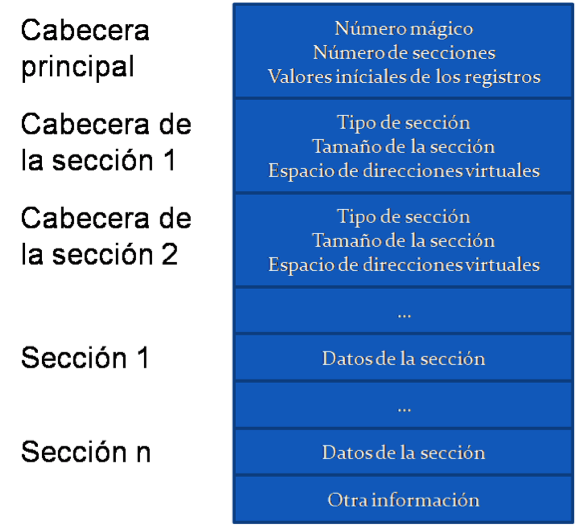 Cabecera
principal
Número mágico
Número de secciones
Valores iníciales de los registros
Cabecera de
la sección 1
Tipo de sección
Tamaño de la sección
Espacio de direcciones virtuales
Cabecera de
la sección 2
Tipo de sección
Tamaño de la sección
Espacio de direcciones virtuales
...
Sección 1
Datos de la sección
...
Sección n
Datos de la sección
Otra información